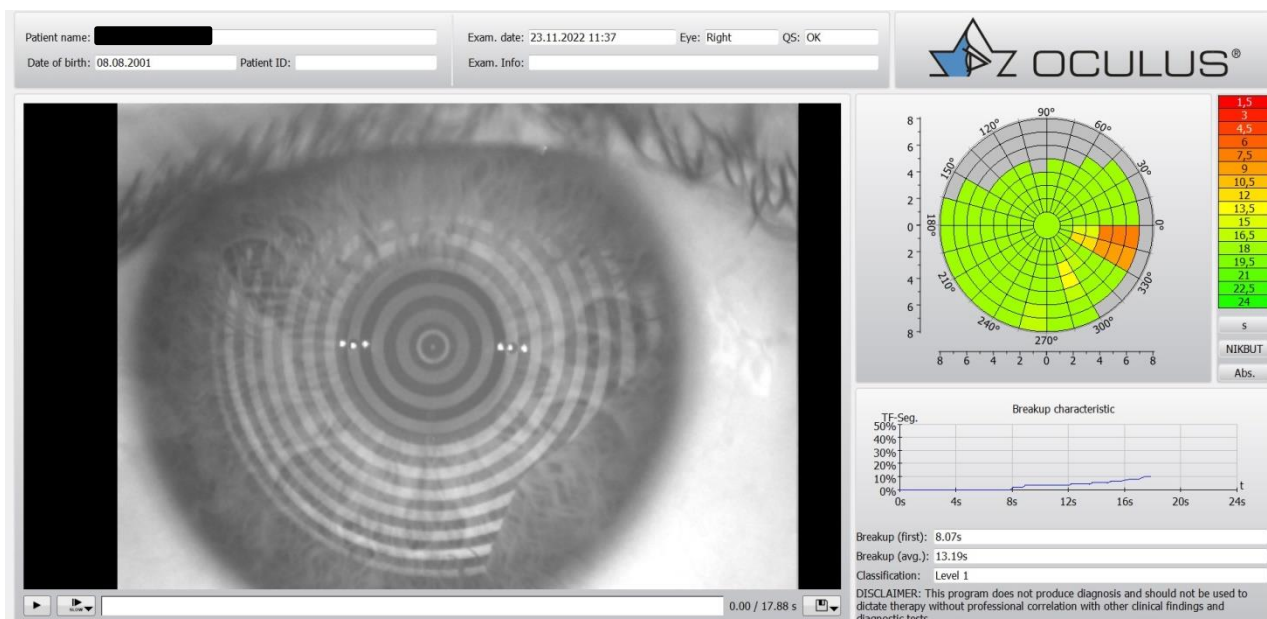 Patient name:
Exam. date: 23.11.2022 11:37 Eye: Right QS: OK
Date of birth: 08.08.2001 Patient ID:
Exam. Info:
OCULUS®
8
6
4
2
0
2
4
6
8
90°
120° 60°
150° 30°
180° 0°
210° 330°
240° 300°
270°
8 6 4 2 0 2 4 6 8
1,5
3
4,5
6
7,5
9
10,5
12
13,5
15
16,5
18
19,5
21
22,5
24
s
NIKBUT
Abs.
Breakup characteristic
TF-Seg.
50%
40%
30%
20%
10%
0%
t
0s 4s 8s 12s 16s 20s 24s
Breakup (first): 8.07s
Breakup (avg.): 13.19s
Classification: Level 1
DISCLAIMER: This program does not produce diagnosis and should not be used to
dictate therapy without professional correlation with other clinical findings and
diagnostic tests
SLOW
0.00 / 17.88 s